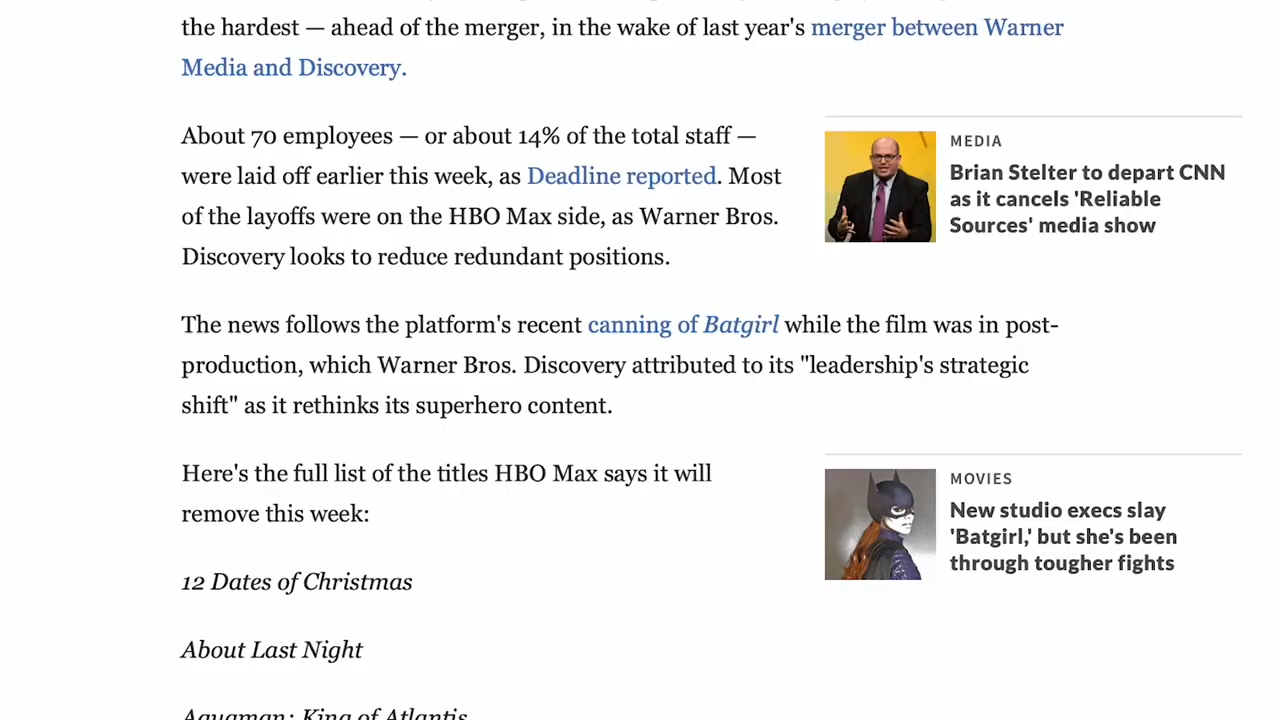 the hardest — ahead of the merger, in the wake of last year's merger between Warner
Media and Discovery.
About 70 employees — or about 14% of the total staff —
were laid off earlier this week, as Deadline reported. Most
of the layoffs were on the HBO Max side, as Warner Bros.
Discovery looks to reduce redundant positions.
MEDIA
Brian Stelter to depart CNN
as it cancels 'Reliable
Sources' media show
The news follows the platform's recent canning of Batgirl while the film was in post-
production, which Warner Bros. Discovery attributed to its "leadership's strategic
shift" as it rethinks its superhero content.
Here's the full list of the titles HBO Max says it will
remove this week:
MOVIES
New studio execs slay
'Batgirl,' but she's been
through tougher fights
12 Dates of Christmas
About Last Night
Aquaman: King of Atlantis